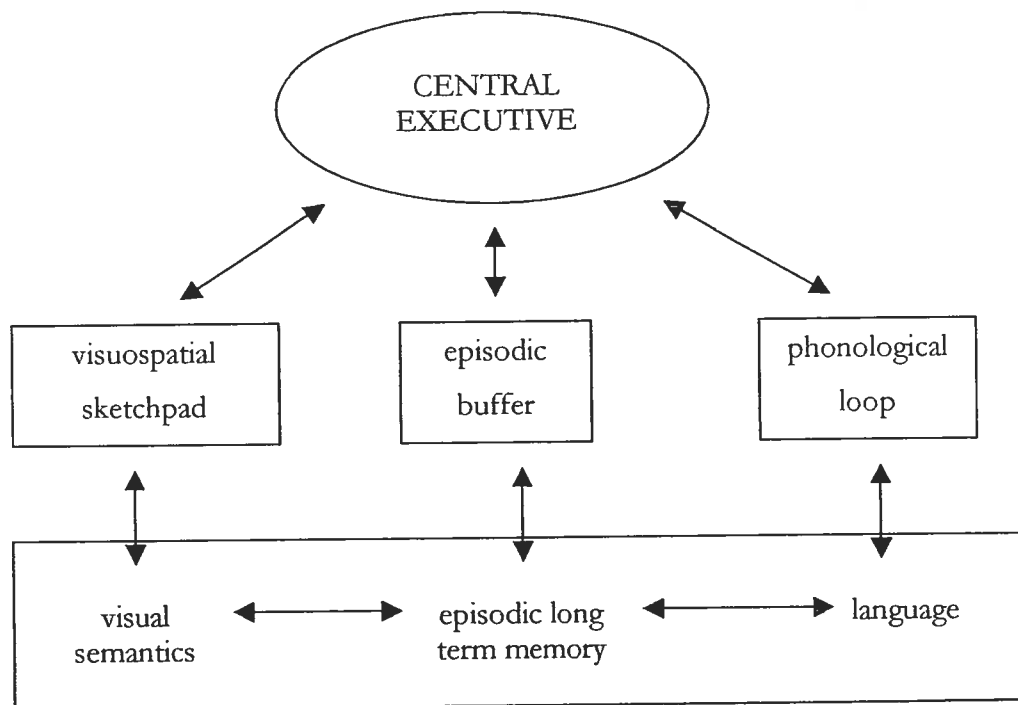 CENTRAL
EXECUTIVE
visuospatial
sketchpad
episodic
buffer
phonological
loop
visual
semantics
episodic long
term memory
language